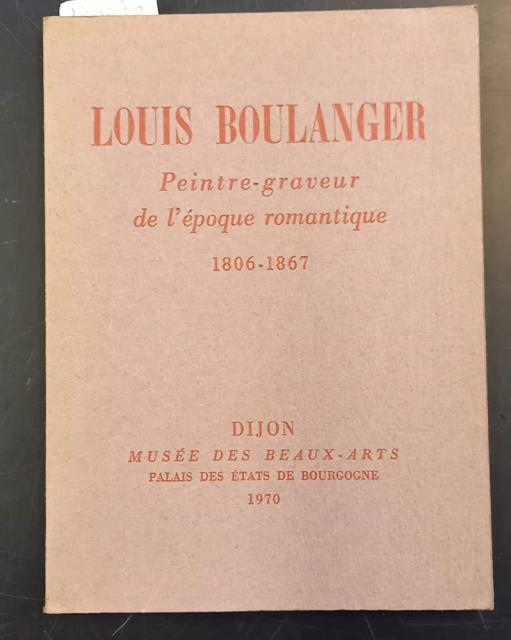 LOUIS BOULANGER
Peintre-graveur
de l'époque romantique
1806-1867
DIJON
MUSÉE DES BEAUX-ARTS
PALAIS DES ÉTATS DE BOURGOGNE
1970